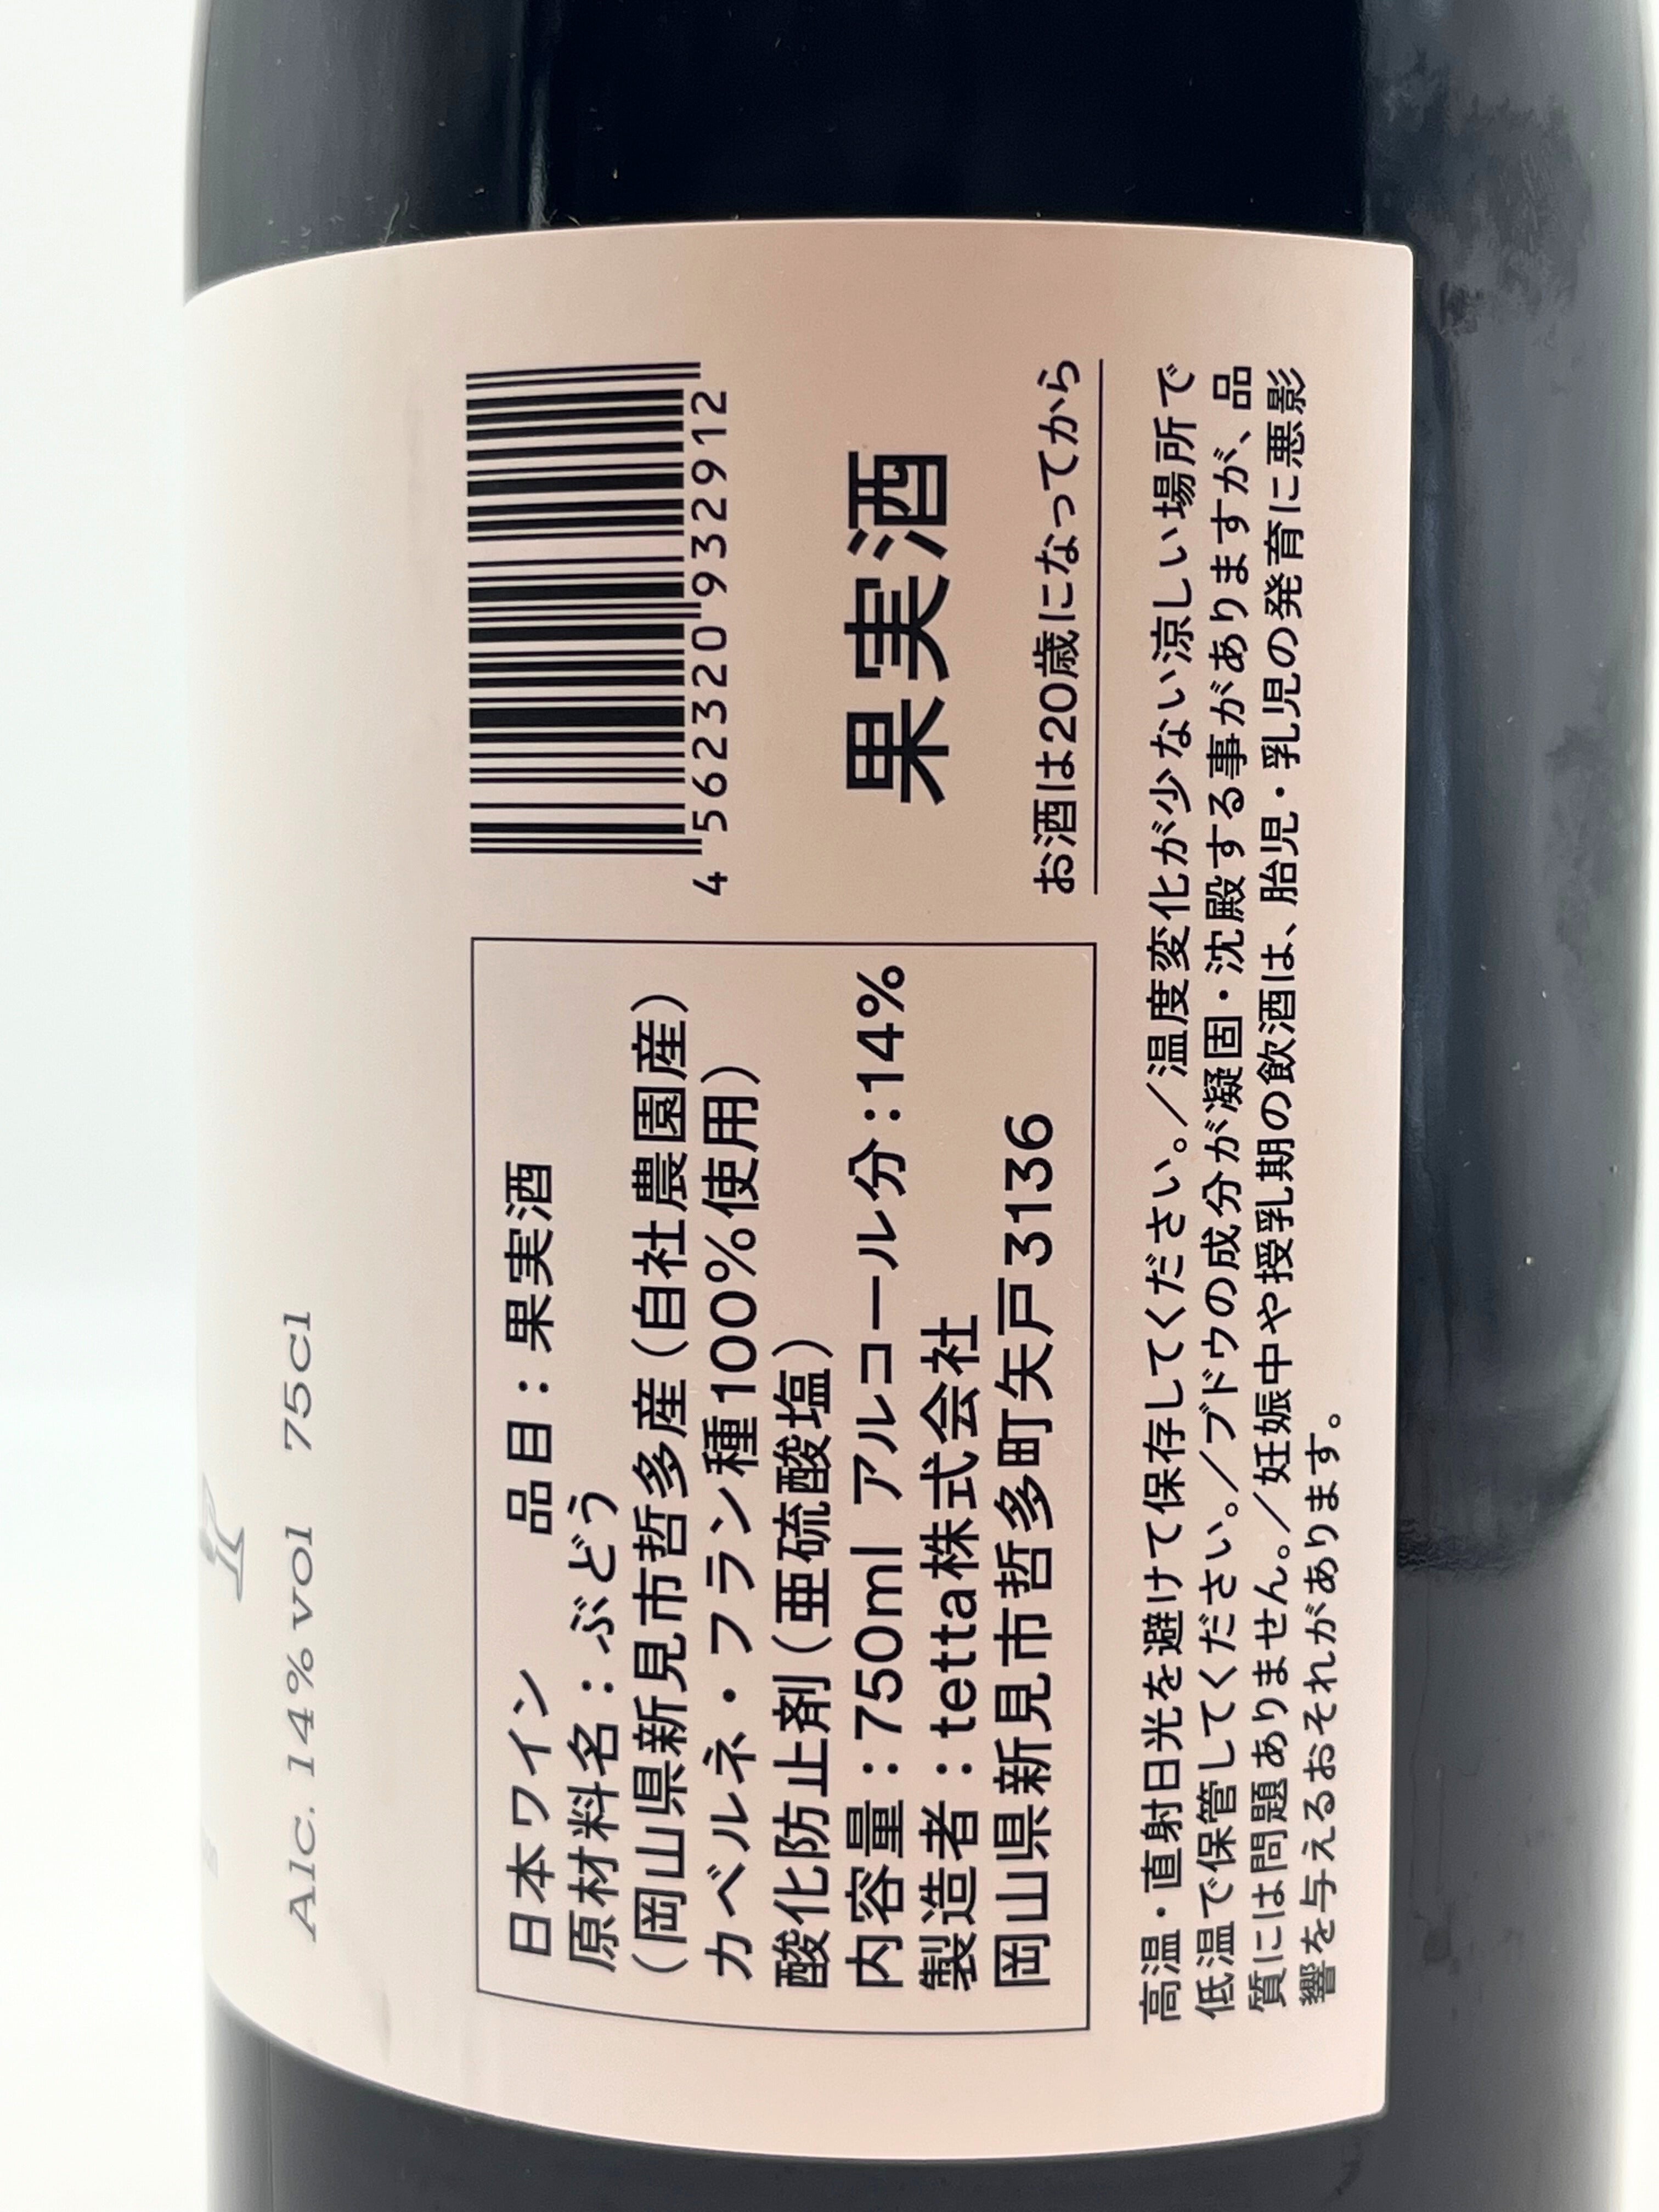 Alc. 14% vol 75cl
日本ワイン 品目：果実酒
原材料名：ぶどう
（岡山県新見市哲多産（自社農園産）
カベルネ・フラン種100%使用）
酸化防止剤（亜硫酸塩）
内容量：750ml アルコール分：14%
製造者：tetta株式会社
岡山県新見市哲多町矢戸3136
4 562320 932912
果実酒
お酒は20歳になってから
高温・直射日光を避けて保存してください。／温度変化が少ない涼しい場所で
低温で保管してください。／ブドウの成分が凝固・沈殿する事がありますが、品
質には問題ありません。／妊娠中や授乳期の飲酒は、胎児・乳児の発育に悪影
響を与えるおそれがあります。